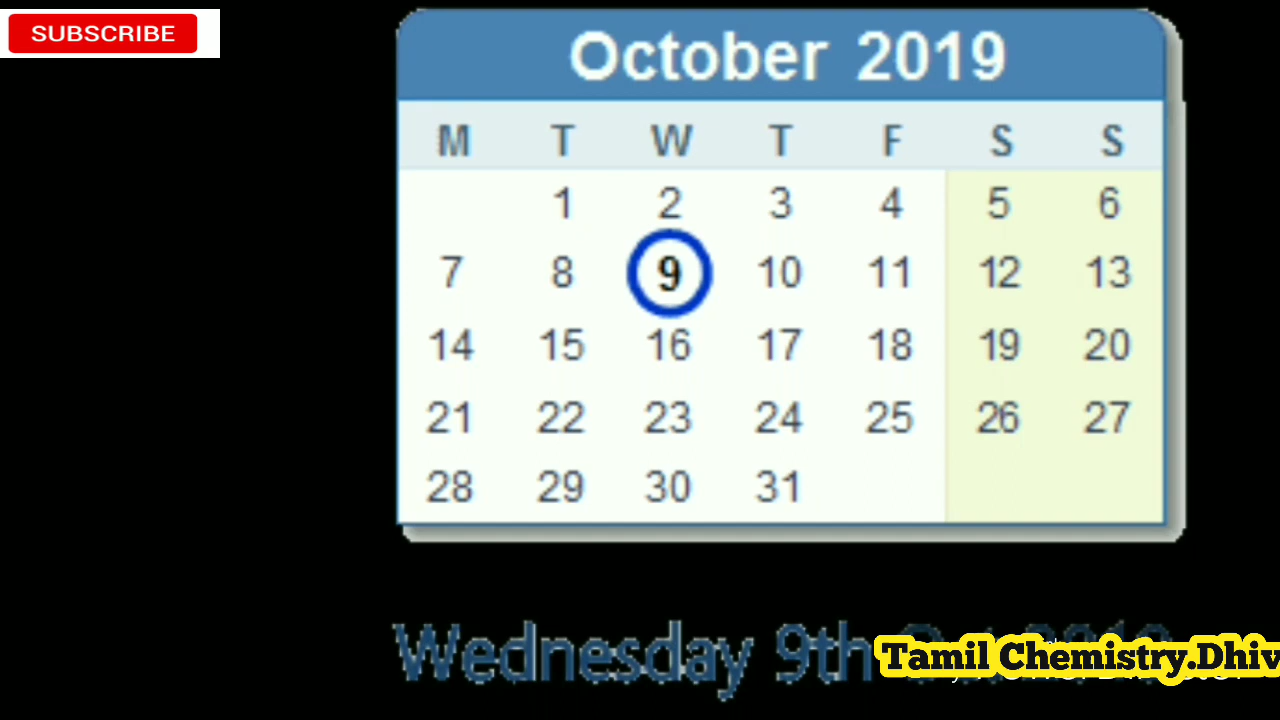 SUBSCRIBE
October 2019
M T W T F S S
1 2 3 4 5 6
7 8 9 10 11 12 13
14 15 16 17 18 19 20
21 22 23 24 25 26 27
28 29 30 31
Wednesday 9th
Tamil Chemistry.Dhiv